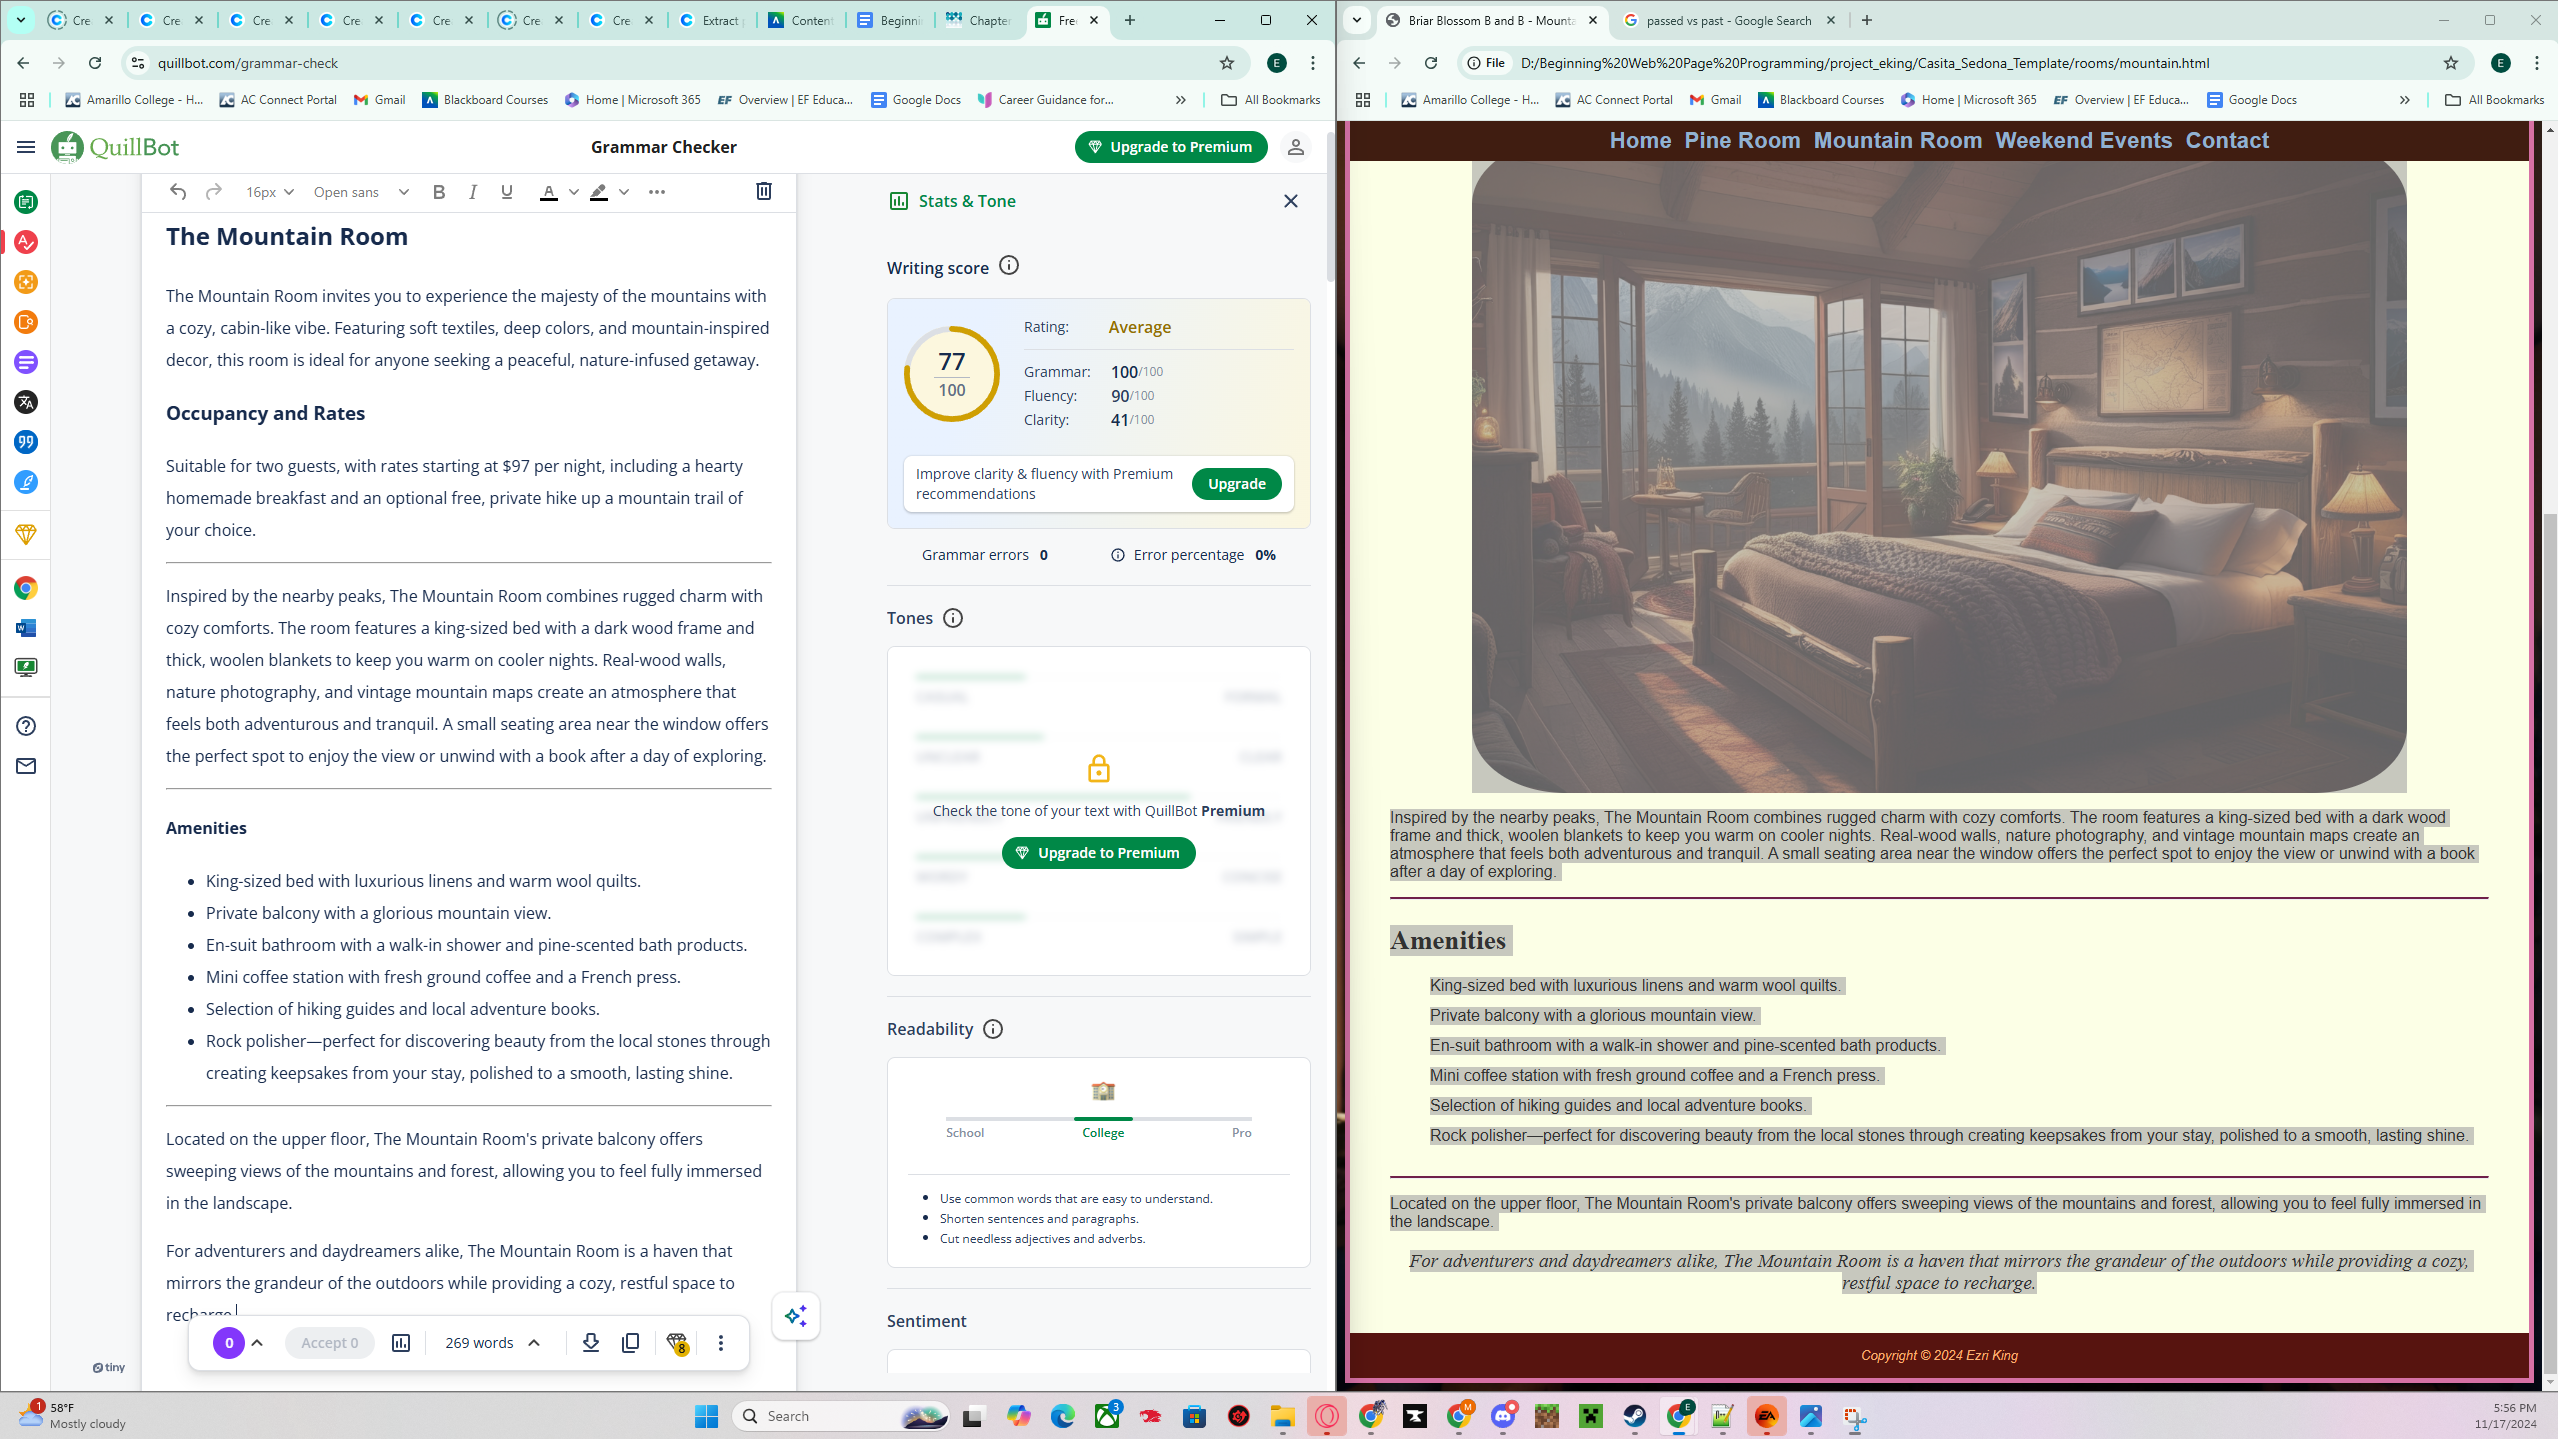 Cre
Cre
Cre
Cre
Cre
Cre
Cre
Extract
Content
Beginni
Chapter
Fre
quillbot.com/grammar-check
E
Amarillo College - H...
AC Connect Portal
Gmail
Blackboard Courses
Home | Microsoft 365
Overview | EF Educa...
Google Docs
Career Guidance for...
All Bookmarks
QuillBot
Grammar Checker
Upgrade to Premium
16px
Open sans
B I U A
The Mountain Room
The Mountain Room invites you to experience the majesty of the mountains with
a cozy, cabin-like vibe. Featuring soft textiles, deep colors, and mountain-inspired
decor, this room is ideal for anyone seeking a peaceful, nature-infused getaway.
Occupancy and Rates
Suitable for two guests, with rates starting at $97 per night, including a hearty
homemade breakfast and an optional free, private hike up a mountain trail of
your choice.
Inspired by the nearby peaks, The Mountain Room combines rugged charm with
cozy comforts. The room features a king-sized bed with a dark wood frame and
thick, woolen blankets to keep you warm on cooler nights. Real-wood walls,
nature photography, and vintage mountain maps create an atmosphere that
feels both adventurous and tranquil. A small seating area near the window offers
the perfect spot to enjoy the view or unwind with a book after a day of exploring.
Amenities
King-sized bed with luxurious linens and warm wool quilts.
Private balcony with a glorious mountain view.
En-suit bathroom with a walk-in shower and pine-scented bath products.
Mini coffee station with fresh ground coffee and a French press.
Selection of hiking guides and local adventure books.
Rock polisher—perfect for discovering beauty from the local stones through
creating keepsakes from your stay, polished to a smooth, lasting shine.
Located on the upper floor, The Mountain Room's private balcony offers
sweeping views of the mountains and forest, allowing you to feel fully immersed
in the landscape.
For adventurers and daydreamers alike, The Mountain Room is a haven that
mirrors the grandeur of the outdoors while providing a cozy, restful space to
recharge.
0
Accept 0
269 words
8
tiny
Stats & Tone
Writing score
77
100
Rating: Average
Grammar: 100/100
Fluency: 90/100
Clarity: 41/100
Improve clarity & fluency with Premium
recommendations
Upgrade
Grammar errors 0
Error percentage 0%
Tones
Check the tone of your text with QuillBot Premium
Upgrade to Premium
Readability
School
College
Pro
Use common words that are easy to understand.
Shorten sentences and paragraphs.
Cut needless adjectives and adverbs.
Sentiment
Briar Blossom B and B - Mounta
passed vs past - Google Search
File
D:/Beginning%20Web%20Page%20Programming/project_eking/Casita_Sedona_Template/rooms/mountain.html
E
Amarillo College - H...
AC Connect Portal
Gmail
Blackboard Courses
Home | Microsoft 365
Overview | EF Educa...
Google Docs
All Bookmarks
Home Pine Room Mountain Room Weekend Events Contact
Inspired by the nearby peaks, The Mountain Room combines rugged charm with cozy comforts. The room features a king-sized bed with a dark wood
frame and thick, woolen blankets to keep you warm on cooler nights. Real-wood walls, nature photography, and vintage mountain maps create an
atmosphere that feels both adventurous and tranquil. A small seating area near the window offers the perfect spot to enjoy the view or unwind with a book
after a day of exploring.
Amenities
King-sized bed with luxurious linens and warm wool quilts.
Private balcony with a glorious mountain view.
En-suit bathroom with a walk-in shower and pine-scented bath products.
Mini coffee station with fresh ground coffee and a French press.
Selection of hiking guides and local adventure books.
Rock polisher—perfect for discovering beauty from the local stones through creating keepsakes from your stay, polished to a smooth, lasting shine.
Located on the upper floor, The Mountain Room's private balcony offers sweeping views of the mountains and forest, allowing you to feel fully immersed in
the landscape.
For adventurers and daydreamers alike, The Mountain Room is a haven that mirrors the grandeur of the outdoors while providing a cozy,
restful space to recharge.
Copyright © 2024 Ezri King
1
58°F
Mostly cloudy
Search
3
M
E
EA
5:56 PM
11/17/2024